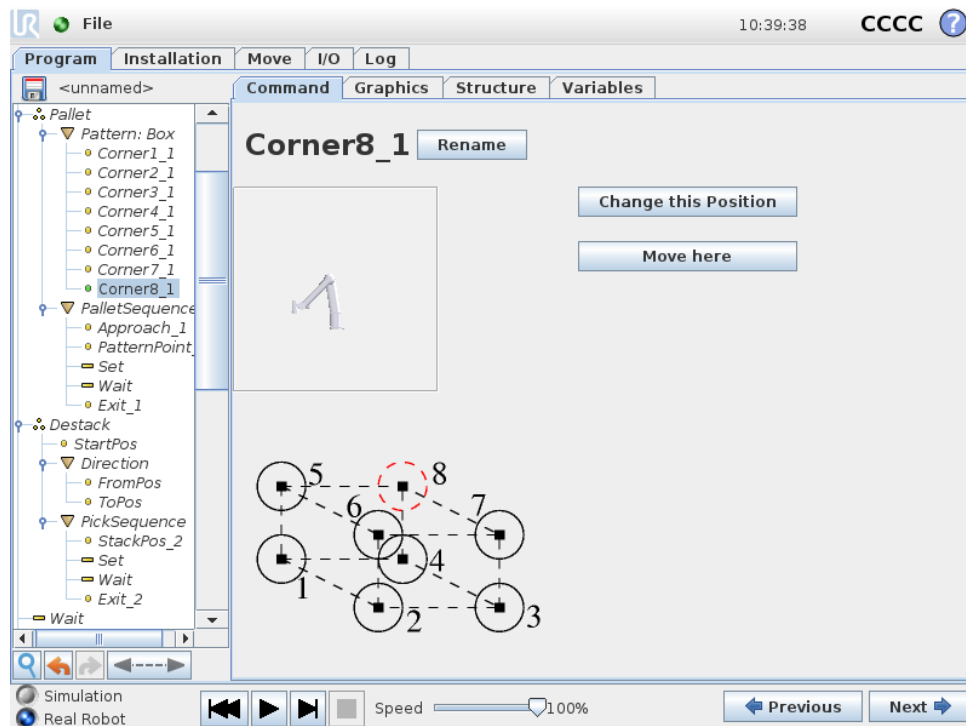 UR File 10:39:38 CCCC ?
Program Installation Move I/O Log
<unnamed> Command Graphics Structure Variables
Pallet
Pattern: Box
Corner1_1
Corner2_1
Corner3_1
Corner4_1
Corner5_1
Corner6_1
Corner7_1
Corner8_1
PalletSequence
Approach_1
PatternPoint_
Set
Wait
Exit_1
Destack
StartPos
Direction
FromPos
ToPos
PickSequence
StackPos_2
Set
Wait
Exit_2
Wait
Corner8_1 Rename
Change this Position
Move here
5 8
6 7
4
1
2 3
Simulation
Real Robot
Speed 100%
Previous Next